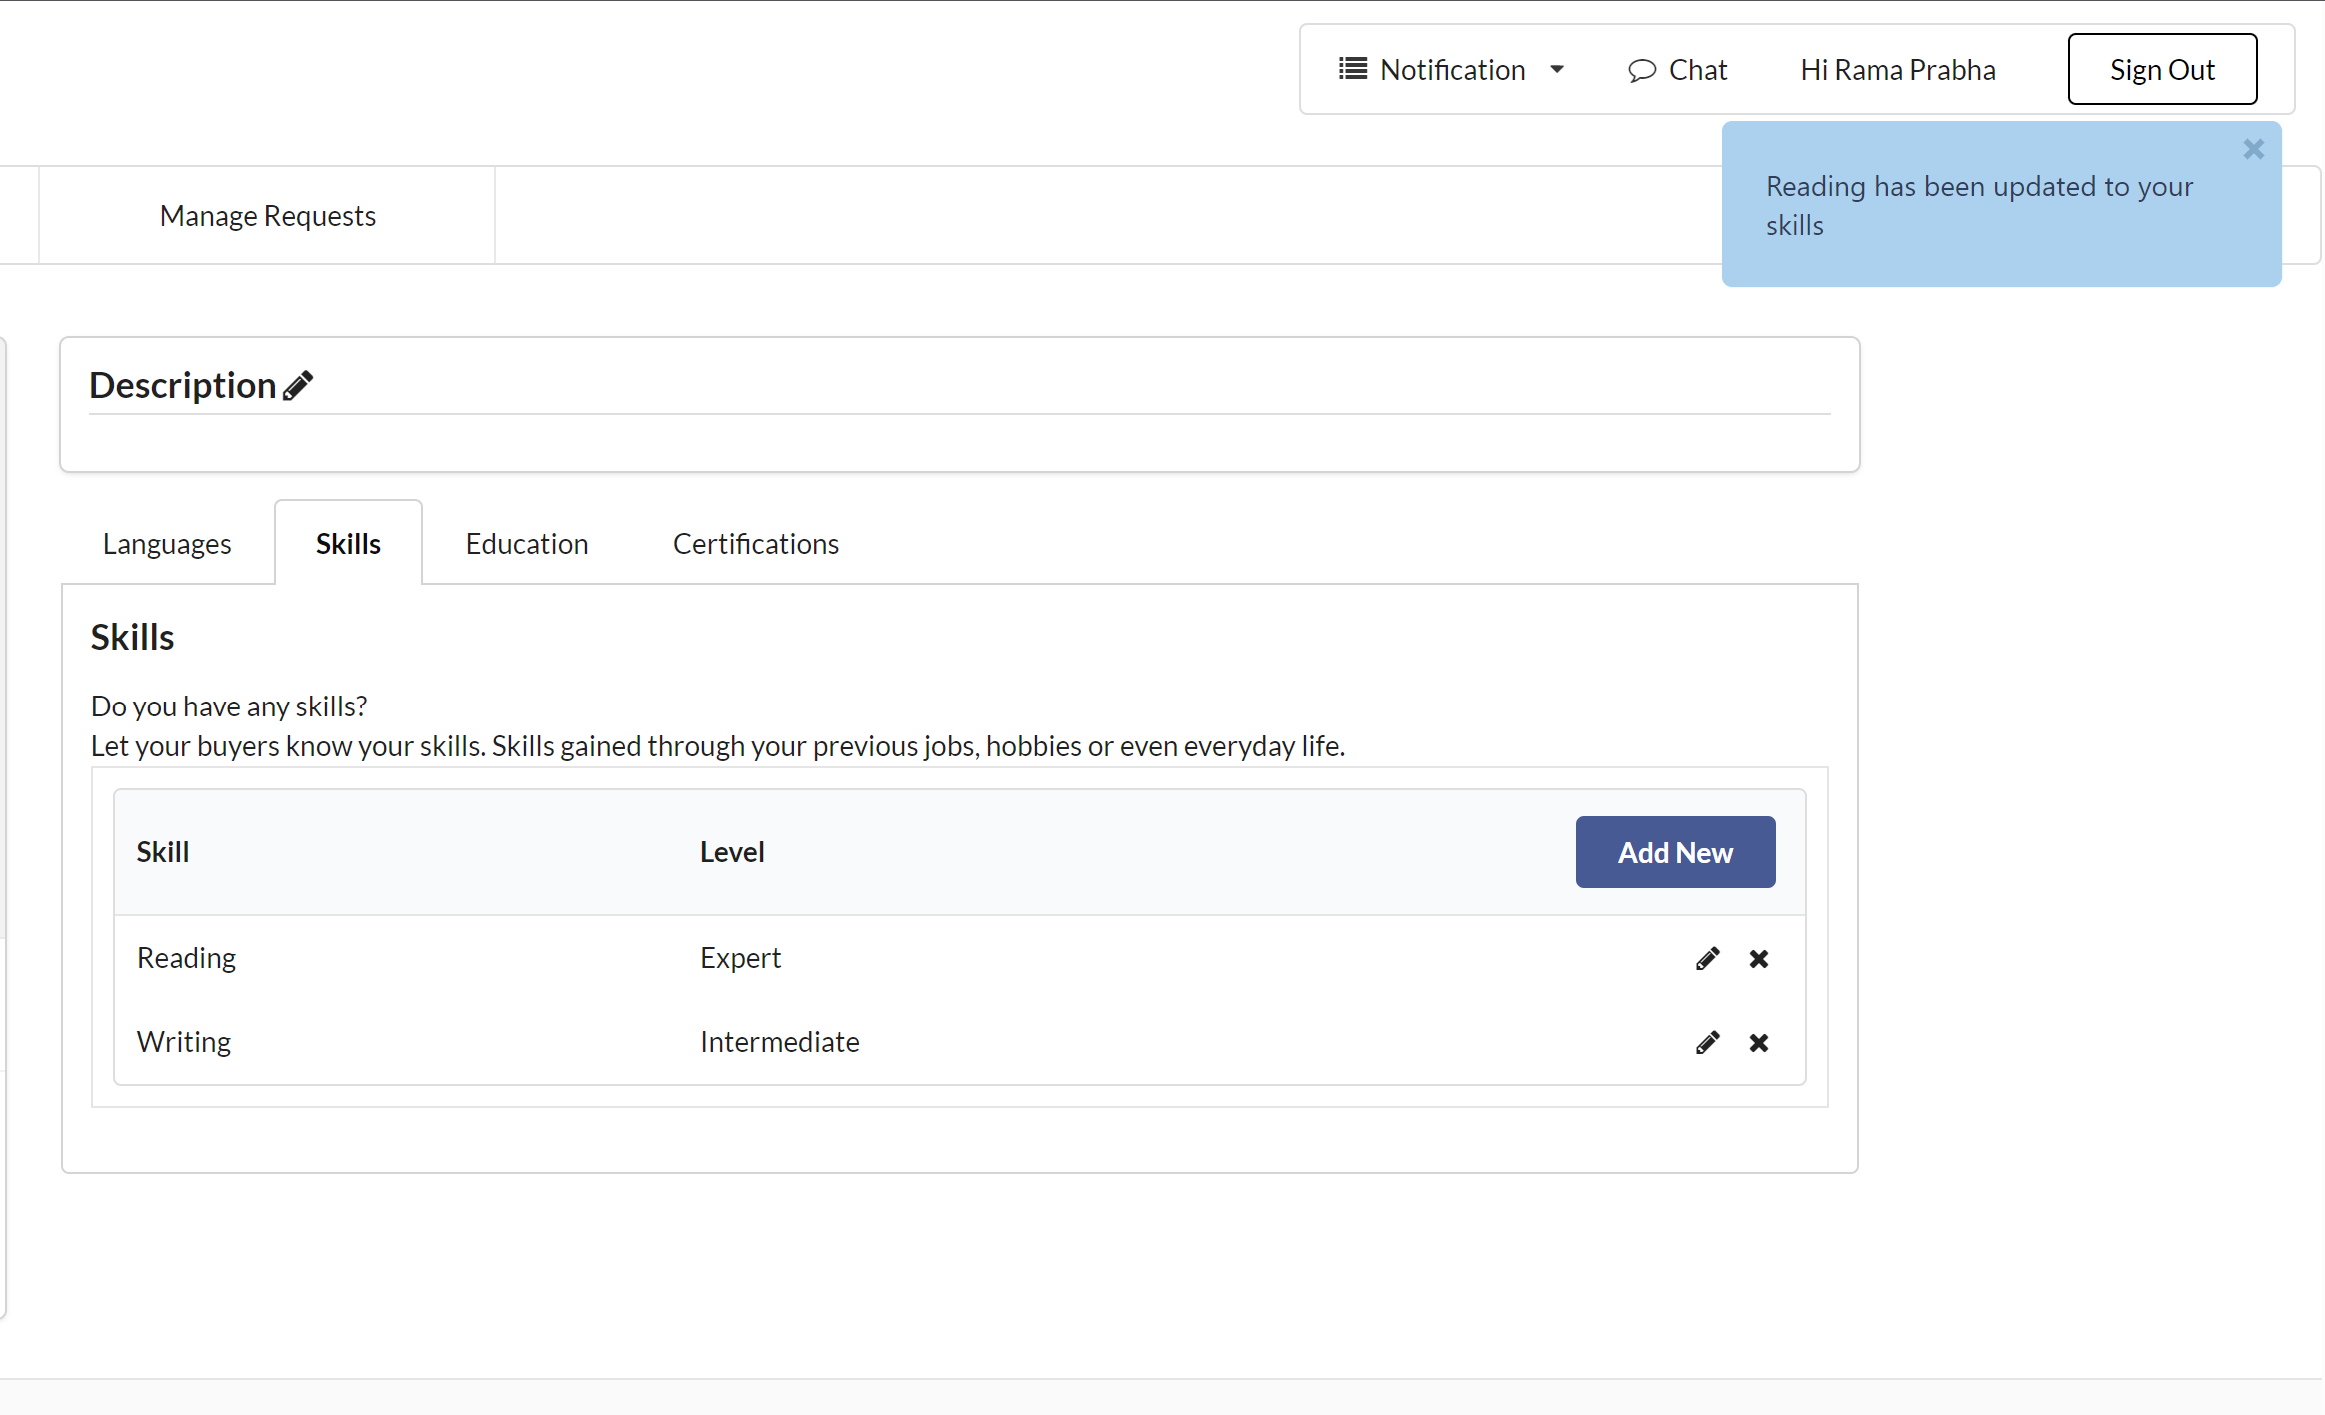 Notification Chat Hi Rama Prabha Sign Out
Reading has been updated to your
skills
Manage Requests
Description
Languages Skills Education Certifications
Skills
Do you have any skills?
Let your buyers know your skills. Skills gained through your previous jobs, hobbies or even everyday life.
Skill Level Add New
Reading Expert
Writing Intermediate